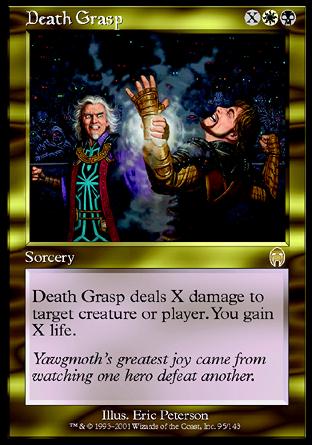 Death Grasp X
Sorcery
Death Grasp deals X damage to
target creature or player. You gain
X life.
Yawgmoth's greatest joy came from
watching one hero defeat another.
Illus. Eric Peterson
™ & © 1993–2001 Wizards of the Coast, Inc. 95/143